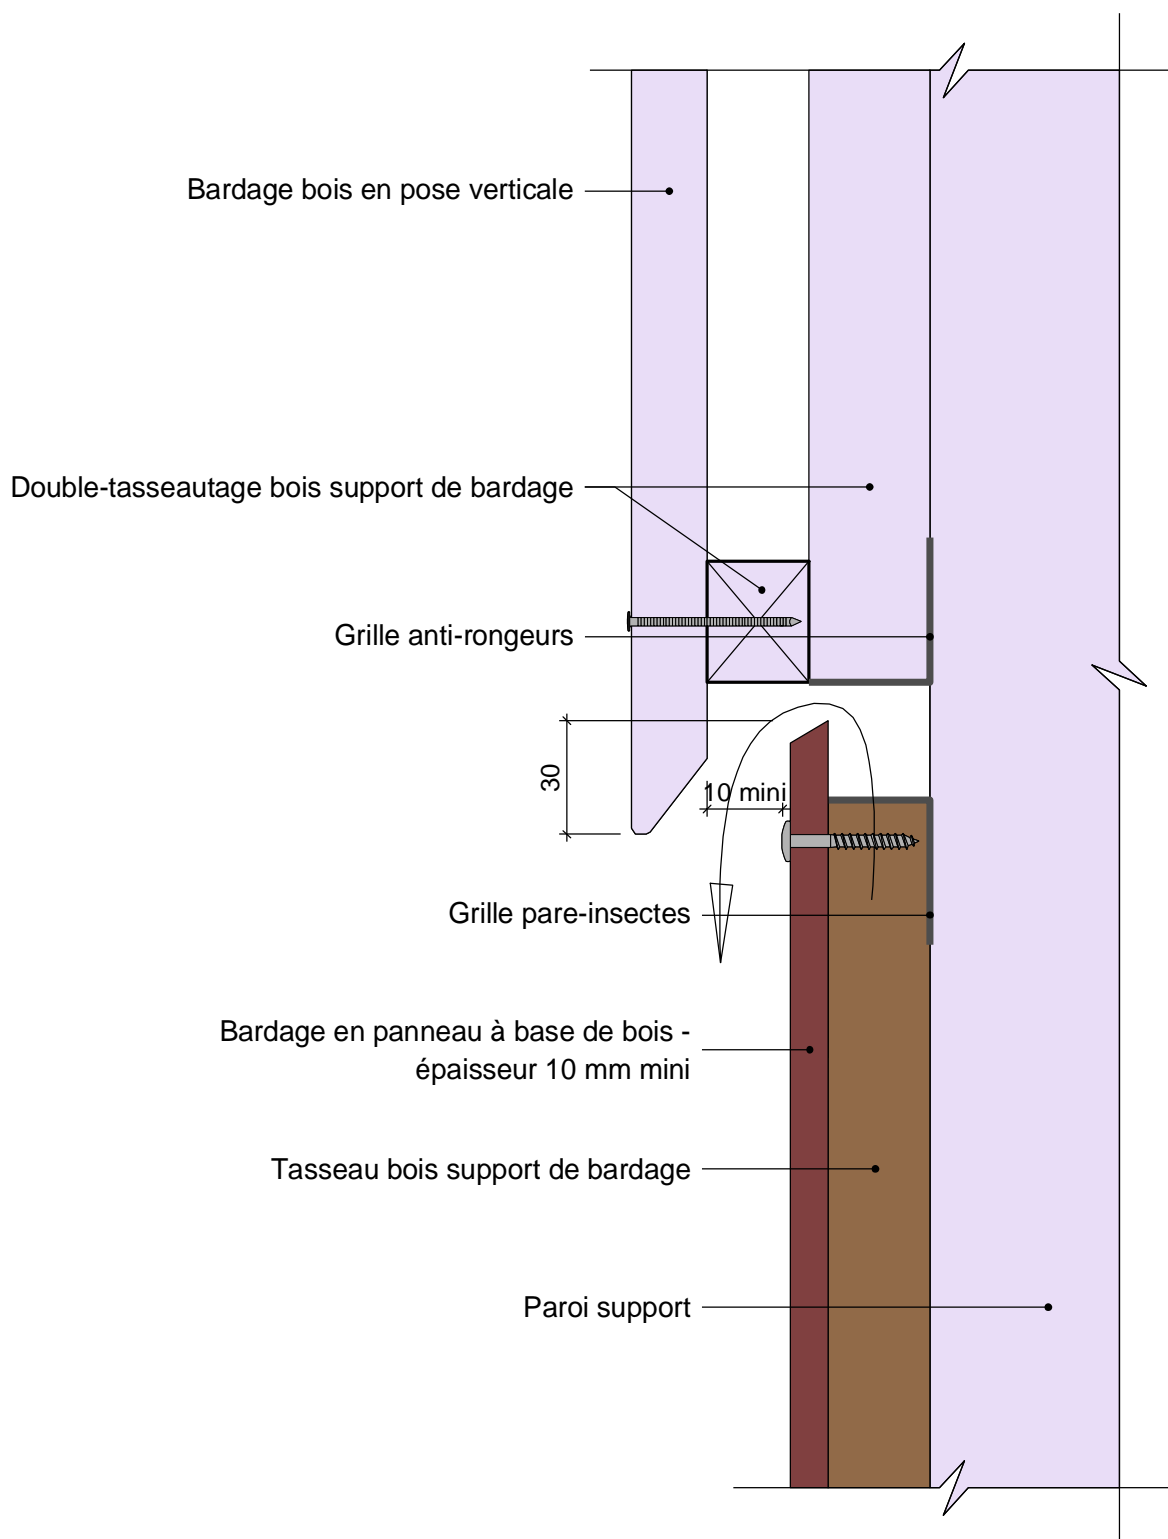 Bardage bois en pose verticale
Double-tasseautage bois support de bardage
Grille anti-rongeurs
30
10 mini
Grille pare-insectes
Bardage en panneau à base de bois -
épaisseur 10 mm mini
Tasseau bois support de bardage
Paroi support